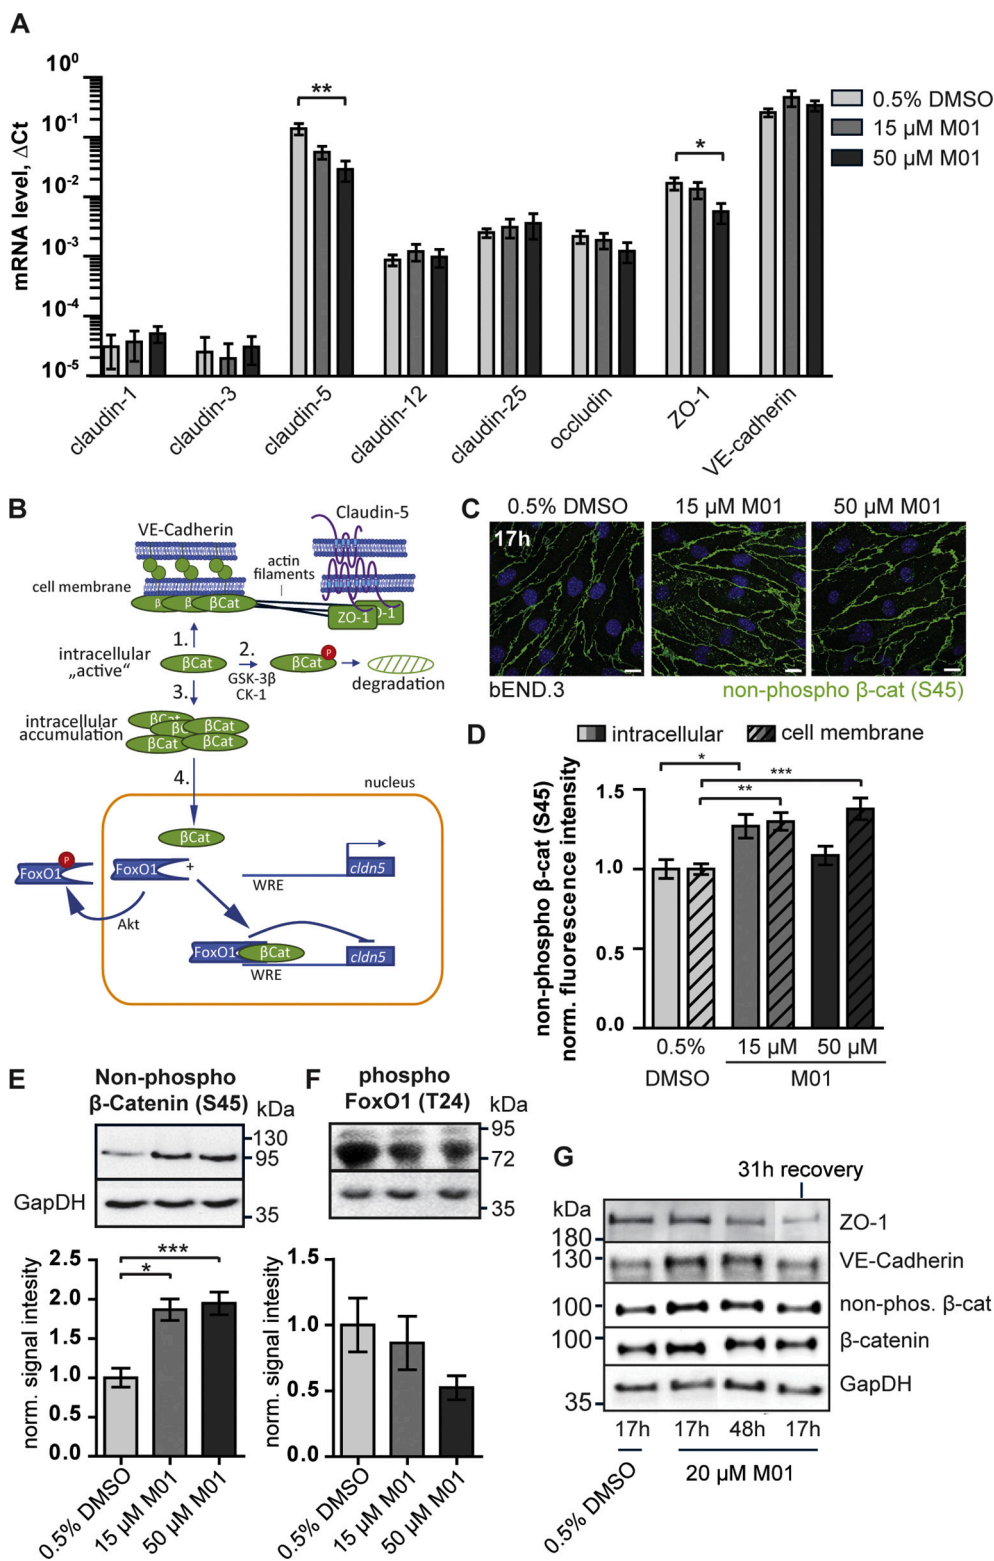 A
mRNA level, ΔCt
10⁰
10⁻¹
10⁻²
10⁻³
10⁻⁴
10⁻⁵
**
*
0.5% DMSO
15 µM M01
50 µM M01
claudin-1
claudin-3
claudin-5
claudin-12
claudin-25
occludin
ZO-1
VE-cadherin
B
VE-Cadherin
Claudin-5
cell membrane
actin
filaments
βCat
ZO-1
1.
intracellular
„active“
βCat
2.
GSK-3β
CK-1
βCat
P
degradation
3.
intracellular
accumulation
βCat
βCat
βCat
βCat
4.
nucleus
βCat
P
FoxO1
FoxO1
+
Akt
WRE
cldn5
FoxO1
βCat
WRE
cldn5
C
0.5% DMSO
15 µM M01
50 µM M01
17h
bEND.3
non-phospho β-cat (S45)
D
intracellular
cell membrane
non-phospho β-cat (S45)
norm. fluorescence intensity
1.5
1.0
0.5
0.0
*
**
***
0.5%
DMSO
15 µM
50 µM
M01
E
Non-phospho
β-Catenin (S45)
kDa
130
95
GapDH
35
norm. signal intesity
2.5
2.0
1.5
1.0
0.5
0.0
***
*
0.5% DMSO
15 µM M01
50 µM M01
F
phospho
FoxO1 (T24)
kDa
95
72
35
norm. signal intesity
1.5
1.0
0.5
0.0
0.5% DMSO
15 µM M01
50 µM M01
G
31h recovery
kDa
180
ZO-1
130
VE-Cadherin
100
non-phos. β-cat
100
β-catenin
35
GapDH
17h 17h 48h 17h
0.5% DMSO
20 µM M01